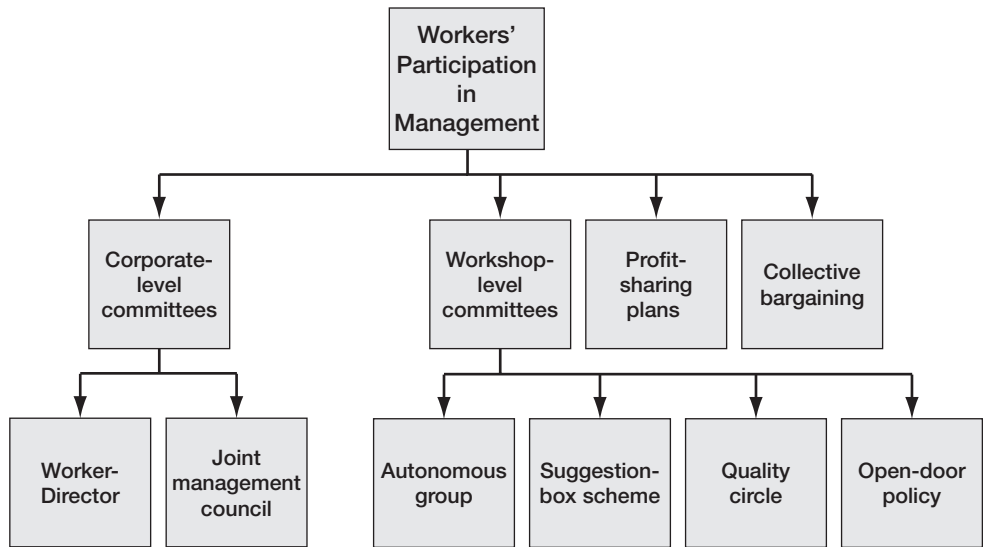 Workers'
Participation
in
Management
Corporate-
level
committees
Workshop-
level
committees
Profit-
sharing
plans
Collective
bargaining
Worker-
Director
Joint
management
council
Autonomous
group
Suggestion-
box scheme
Quality
circle
Open-door
policy